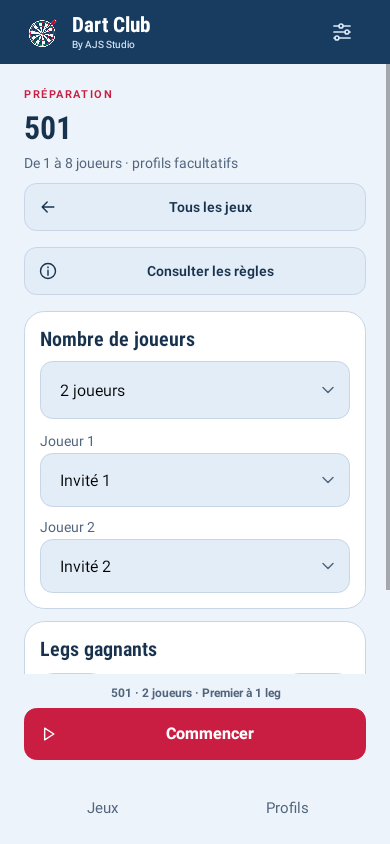 Dart Club
By AJS Studio
PRÉPARATION
501
De 1 à 8 joueurs · profils facultatifs
Tous les jeux
Consulter les règles
Nombre de joueurs
2 joueurs
Joueur 1
Invité 1
Joueur 2
Invité 2
Legs gagnants
501 · 2 joueurs · Premier à 1 leg
Commencer
Jeux
Profils